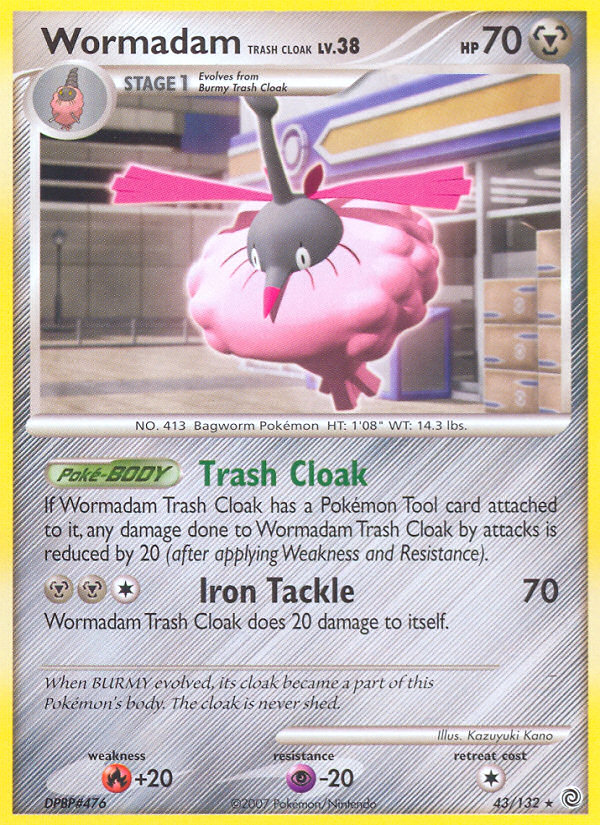 Wormadam TRASH CLOAK LV.38 HP 70
STAGE 1 Evolves from
Burmy Trash Cloak
NO. 413 Bagworm Pokémon HT: 1'08" WT: 14.3 lbs.
Poké-BODY Trash Cloak
If Wormadam Trash Cloak has a Pokémon Tool card attached
to it, any damage done to Wormadam Trash Cloak by attacks is
reduced by 20 (after applying Weakness and Resistance).
Iron Tackle 70
Wormadam Trash Cloak does 20 damage to itself.
When BURMY evolved, its cloak became a part of this
Pokémon's body. The cloak is never shed.
Illus. Kazuyuki Kano
weakness resistance retreat cost
+20 -20
DPBP#476 ©2007 Pokémon/Nintendo 43/132 ★